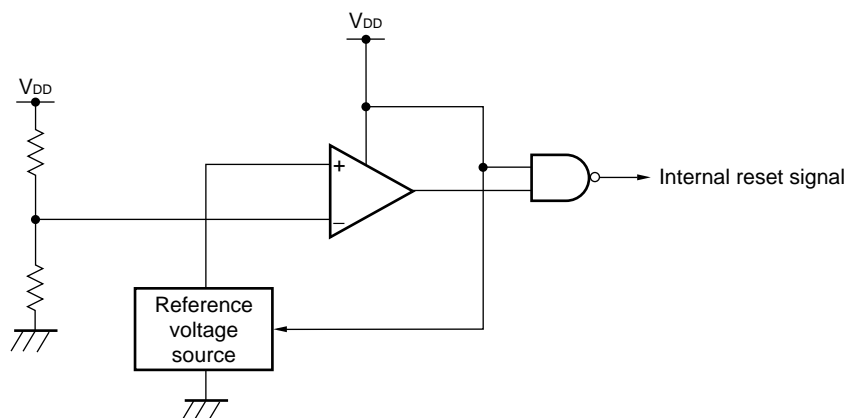 VDD
VDD
+
−
Internal reset signal
Reference
voltage
source